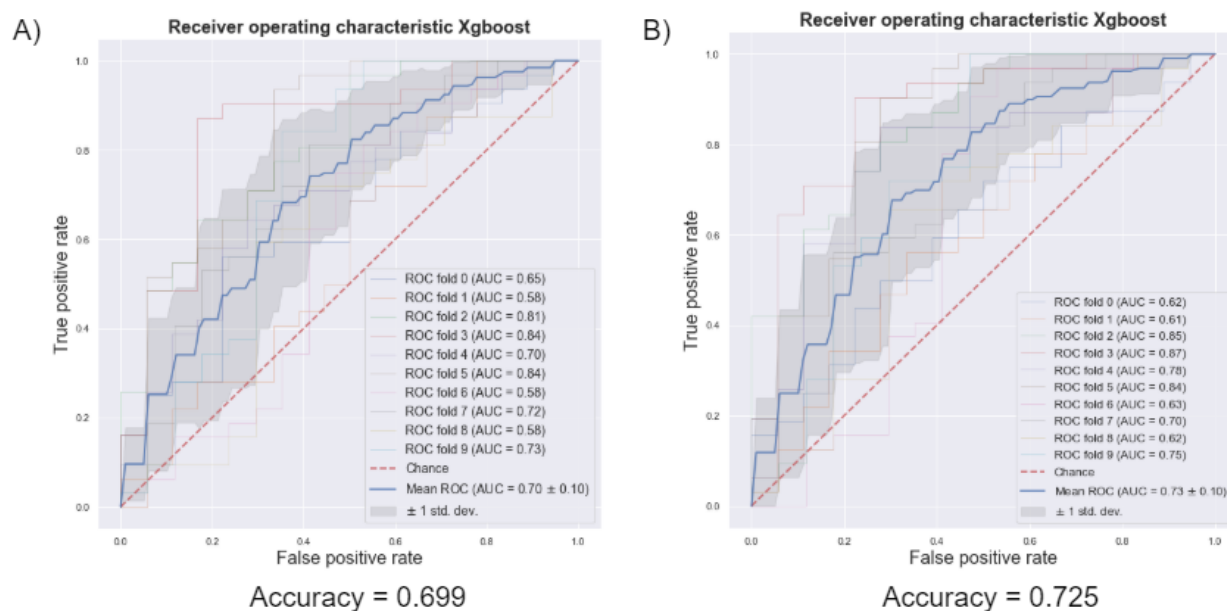 A)
Receiver operating characteristic Xgboost
True positive rate
1.0
0.8
0.6
0.4
0.2
0.0
ROC fold 0 (AUC = 0.65)
ROC fold 1 (AUC = 0.58)
ROC fold 2 (AUC = 0.81)
ROC fold 3 (AUC = 0.84)
ROC fold 4 (AUC = 0.70)
ROC fold 5 (AUC = 0.84)
ROC fold 6 (AUC = 0.58)
ROC fold 7 (AUC = 0.72)
ROC fold 8 (AUC = 0.58)
ROC fold 9 (AUC = 0.73)
Chance
Mean ROC (AUC = 0.70 ± 0.10)
± 1 std. dev.
0.0 0.2 0.4 0.6 0.8 1.0
False positive rate
Accuracy = 0.699
B)
Receiver operating characteristic Xgboost
True positive rate
1.0
0.8
0.6
0.4
0.2
0.0
ROC fold 0 (AUC = 0.62)
ROC fold 1 (AUC = 0.61)
ROC fold 2 (AUC = 0.85)
ROC fold 3 (AUC = 0.87)
ROC fold 4 (AUC = 0.78)
ROC fold 5 (AUC = 0.84)
ROC fold 6 (AUC = 0.63)
ROC fold 7 (AUC = 0.70)
ROC fold 8 (AUC = 0.62)
ROC fold 9 (AUC = 0.75)
Chance
Mean ROC (AUC = 0.73 ± 0.10)
± 1 std. dev.
0.0 0.2 0.4 0.6 0.8 1.0
False positive rate
Accuracy = 0.725